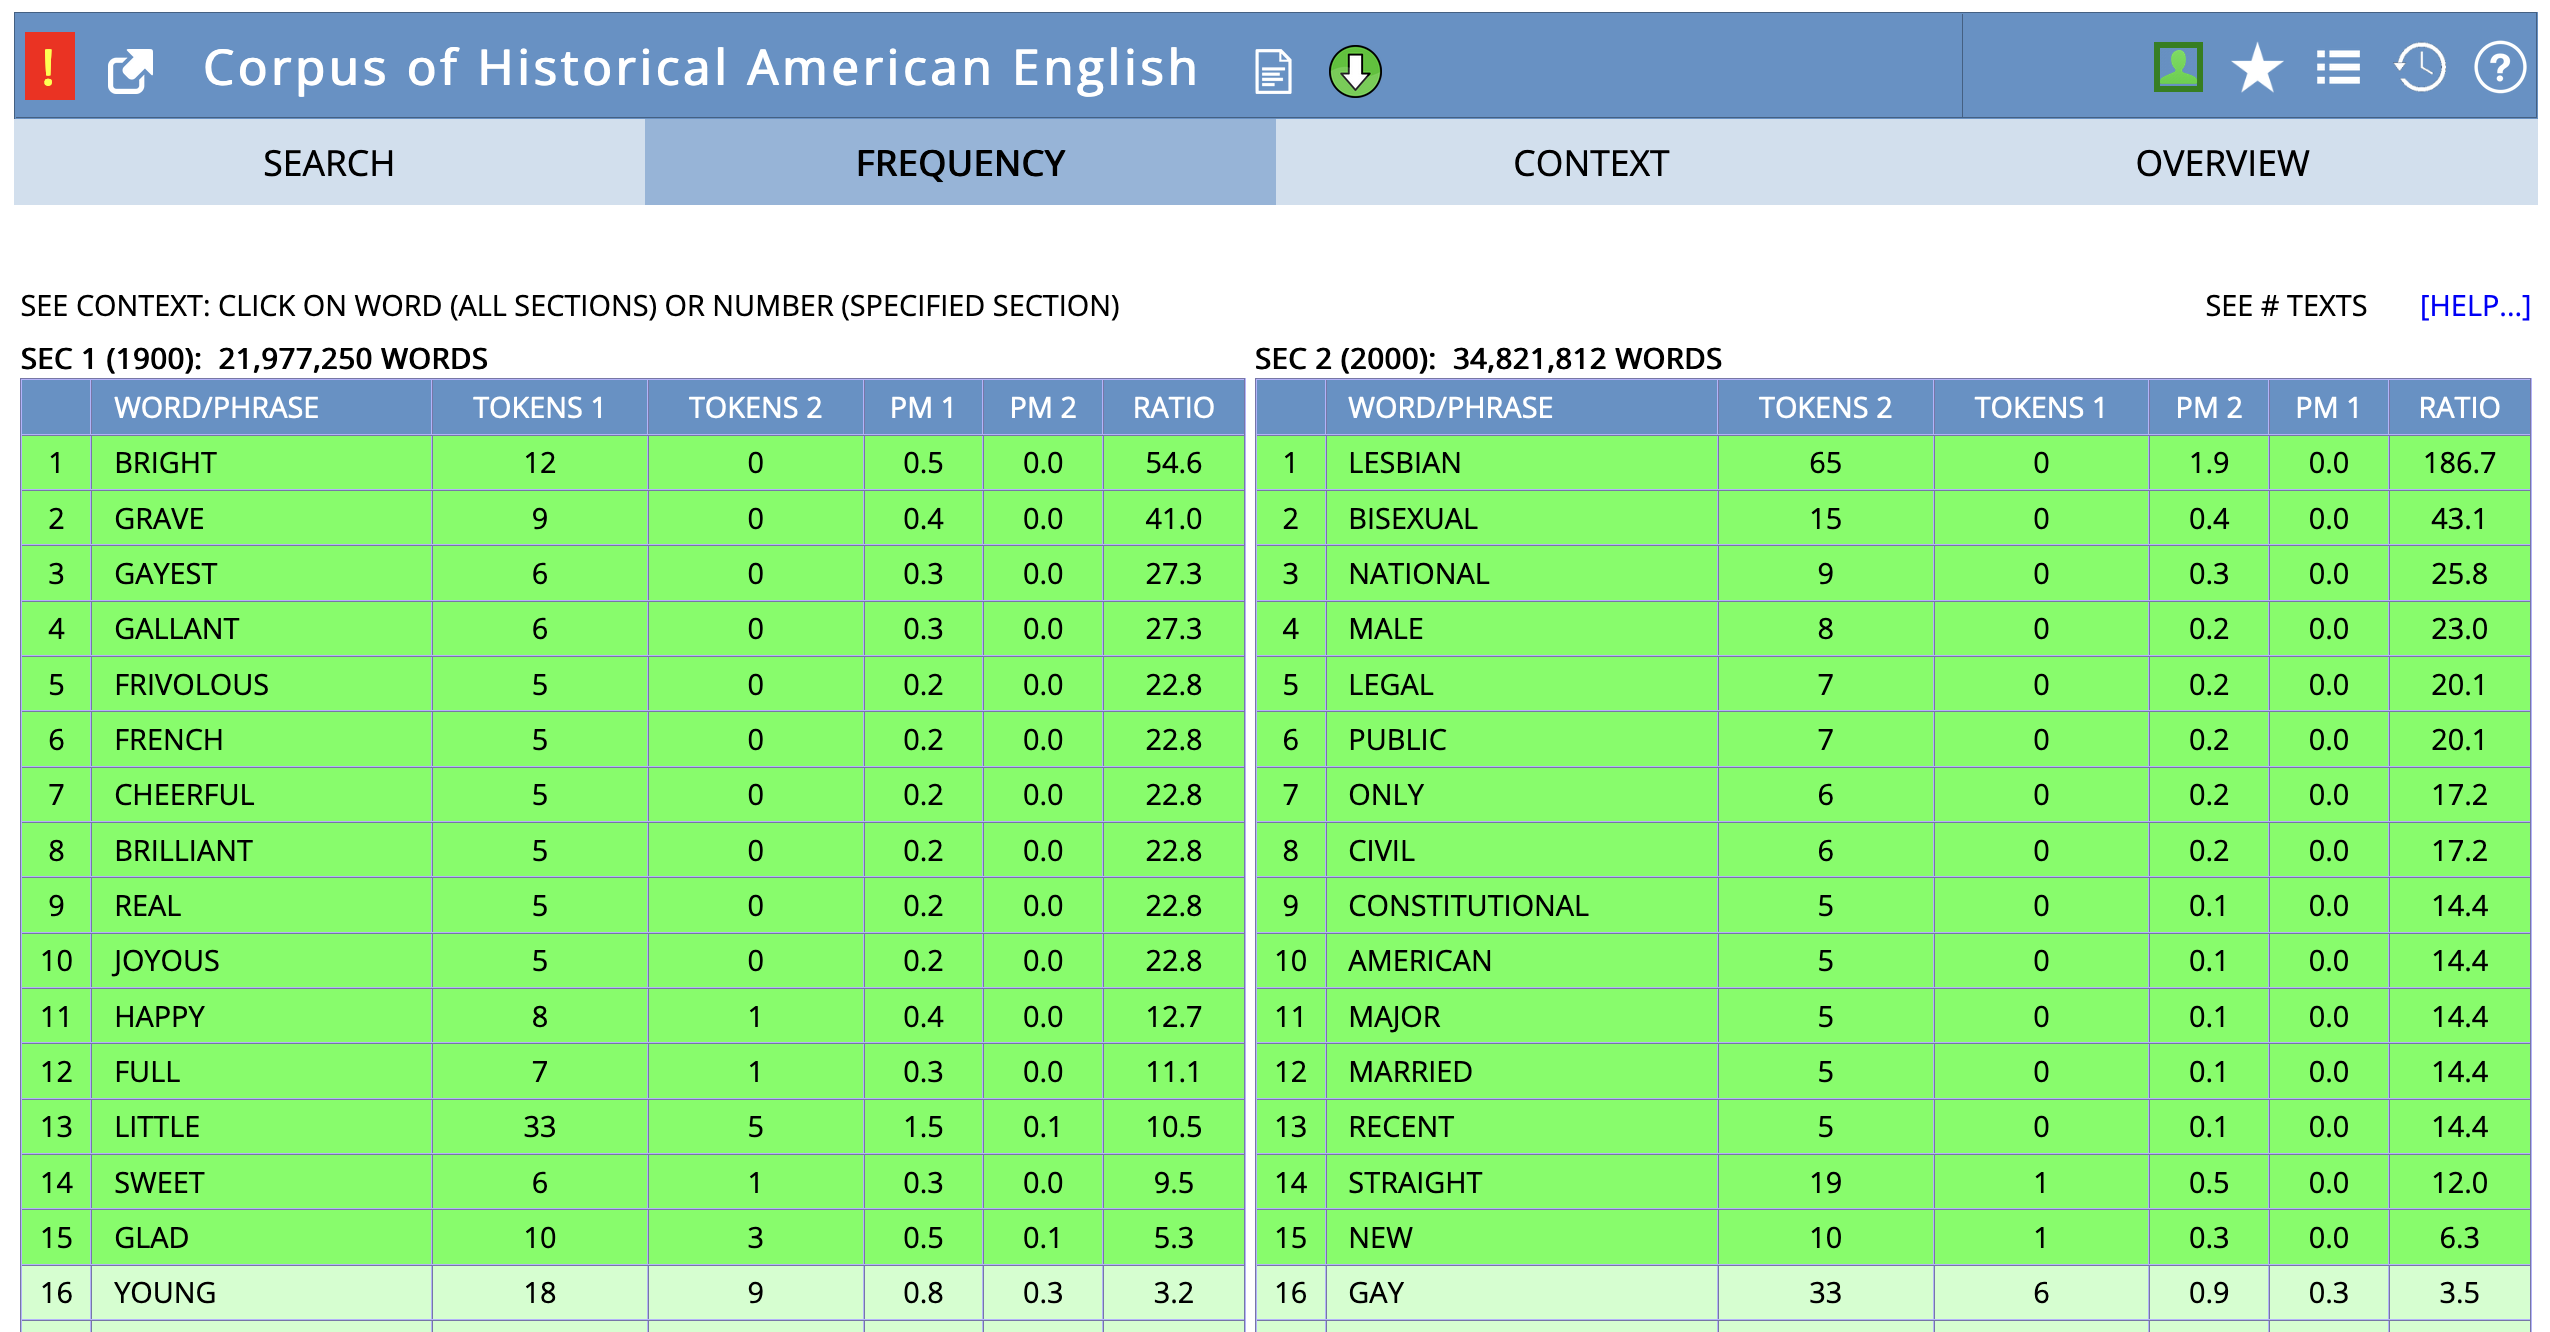 ! Corpus of Historical American English ?
SEARCH FREQUENCY CONTEXT OVERVIEW
SEE CONTEXT: CLICK ON WORD (ALL SECTIONS) OR NUMBER (SPECIFIED SECTION) SEE # TEXTS [HELP...]
SEC 1 (1900): 21,977,250 WORDS
WORD/PHRASE TOKENS 1 TOKENS 2 PM 1 PM 2 RATIO
1 BRIGHT 12 0 0.5 0.0 54.6
2 GRAVE 9 0 0.4 0.0 41.0
3 GAYEST 6 0 0.3 0.0 27.3
4 GALLANT 6 0 0.3 0.0 27.3
5 FRIVOLOUS 5 0 0.2 0.0 22.8
6 FRENCH 5 0 0.2 0.0 22.8
7 CHEERFUL 5 0 0.2 0.0 22.8
8 BRILLIANT 5 0 0.2 0.0 22.8
9 REAL 5 0 0.2 0.0 22.8
10 JOYOUS 5 0 0.2 0.0 22.8
11 HAPPY 8 1 0.4 0.0 12.7
12 FULL 7 1 0.3 0.0 11.1
13 LITTLE 33 5 1.5 0.1 10.5
14 SWEET 6 1 0.3 0.0 9.5
15 GLAD 10 3 0.5 0.1 5.3
16 YOUNG 18 9 0.8 0.3 3.2
SEC 2 (2000): 34,821,812 WORDS
WORD/PHRASE TOKENS 2 TOKENS 1 PM 2 PM 1 RATIO
1 LESBIAN 65 0 1.9 0.0 186.7
2 BISEXUAL 15 0 0.4 0.0 43.1
3 NATIONAL 9 0 0.3 0.0 25.8
4 MALE 8 0 0.2 0.0 23.0
5 LEGAL 7 0 0.2 0.0 20.1
6 PUBLIC 7 0 0.2 0.0 20.1
7 ONLY 6 0 0.2 0.0 17.2
8 CIVIL 6 0 0.2 0.0 17.2
9 CONSTITUTIONAL 5 0 0.1 0.0 14.4
10 AMERICAN 5 0 0.1 0.0 14.4
11 MAJOR 5 0 0.1 0.0 14.4
12 MARRIED 5 0 0.1 0.0 14.4
13 RECENT 5 0 0.1 0.0 14.4
14 STRAIGHT 19 1 0.5 0.0 12.0
15 NEW 10 1 0.3 0.0 6.3
16 GAY 33 6 0.9 0.3 3.5